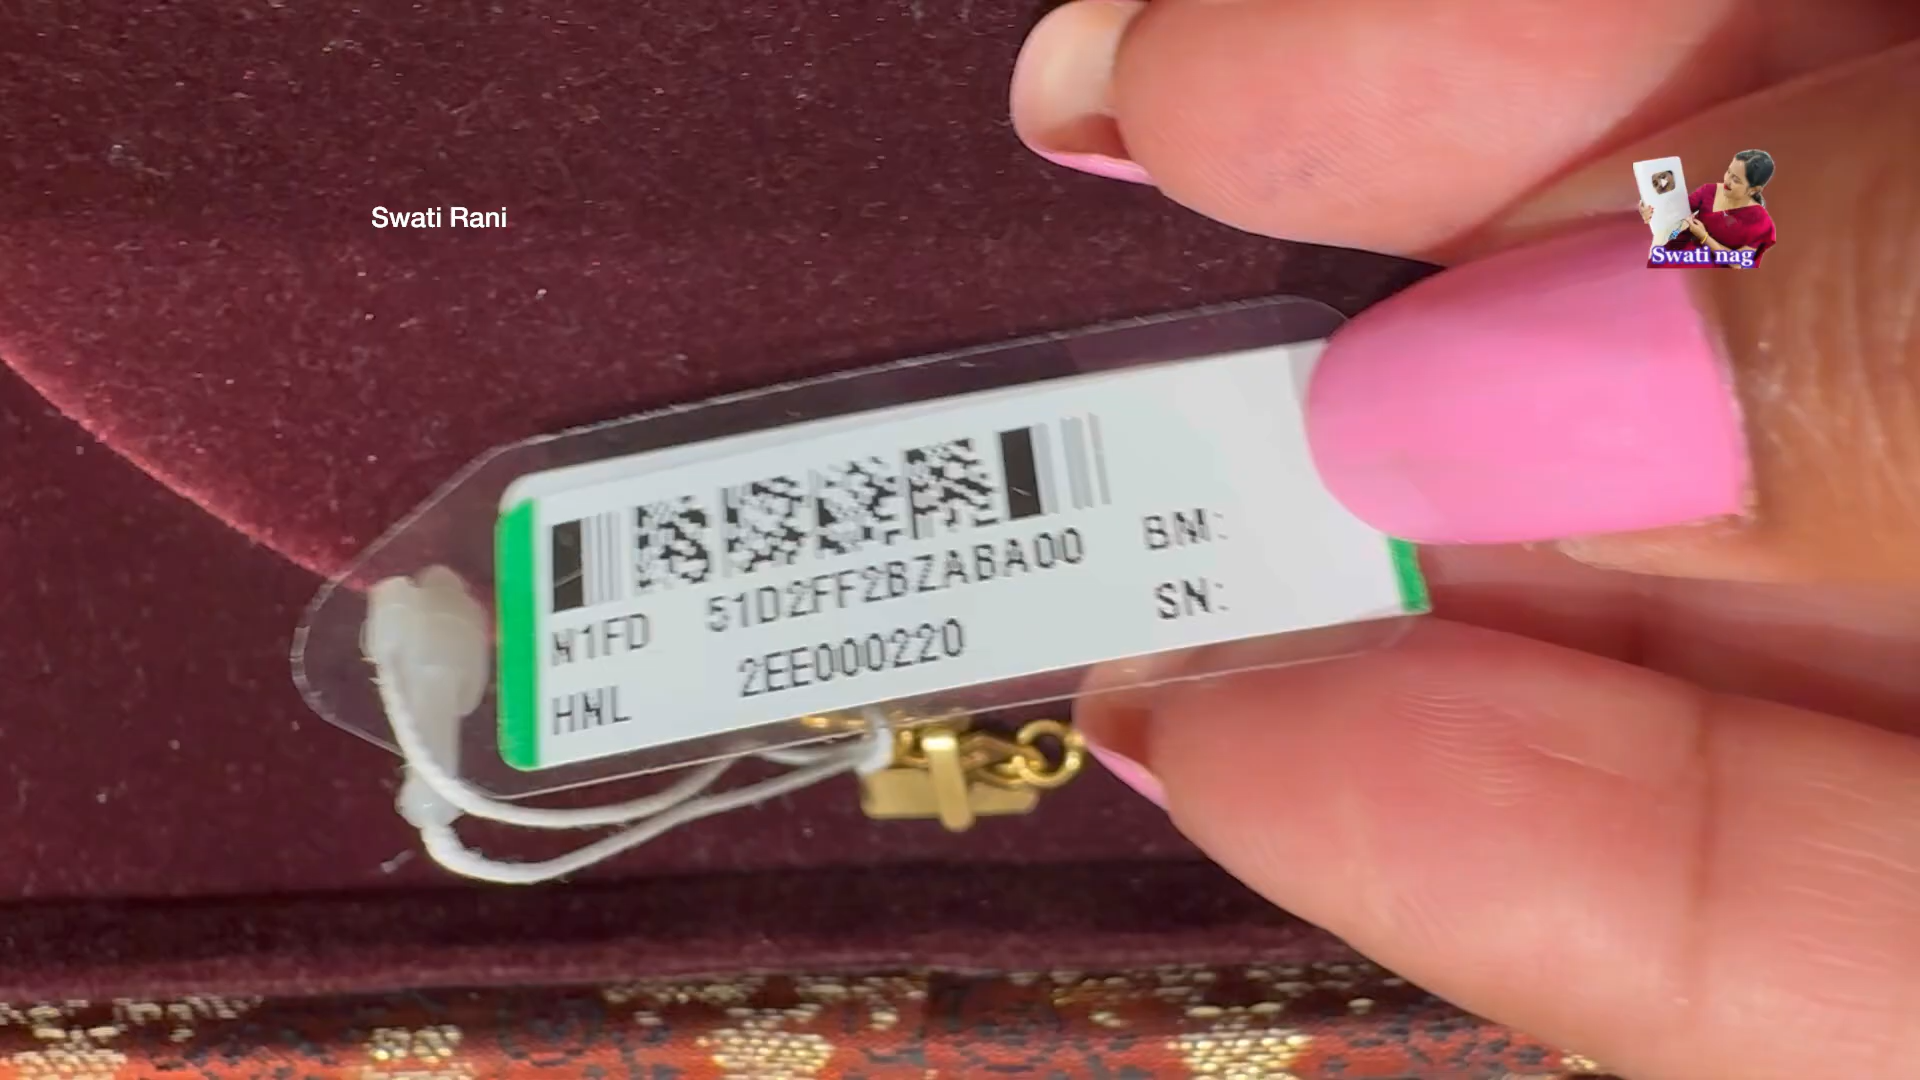 Swati Rani
Swati nag
N1FD 51D2FF2BZABA00
HNL 2EE000220
BM:
SN: